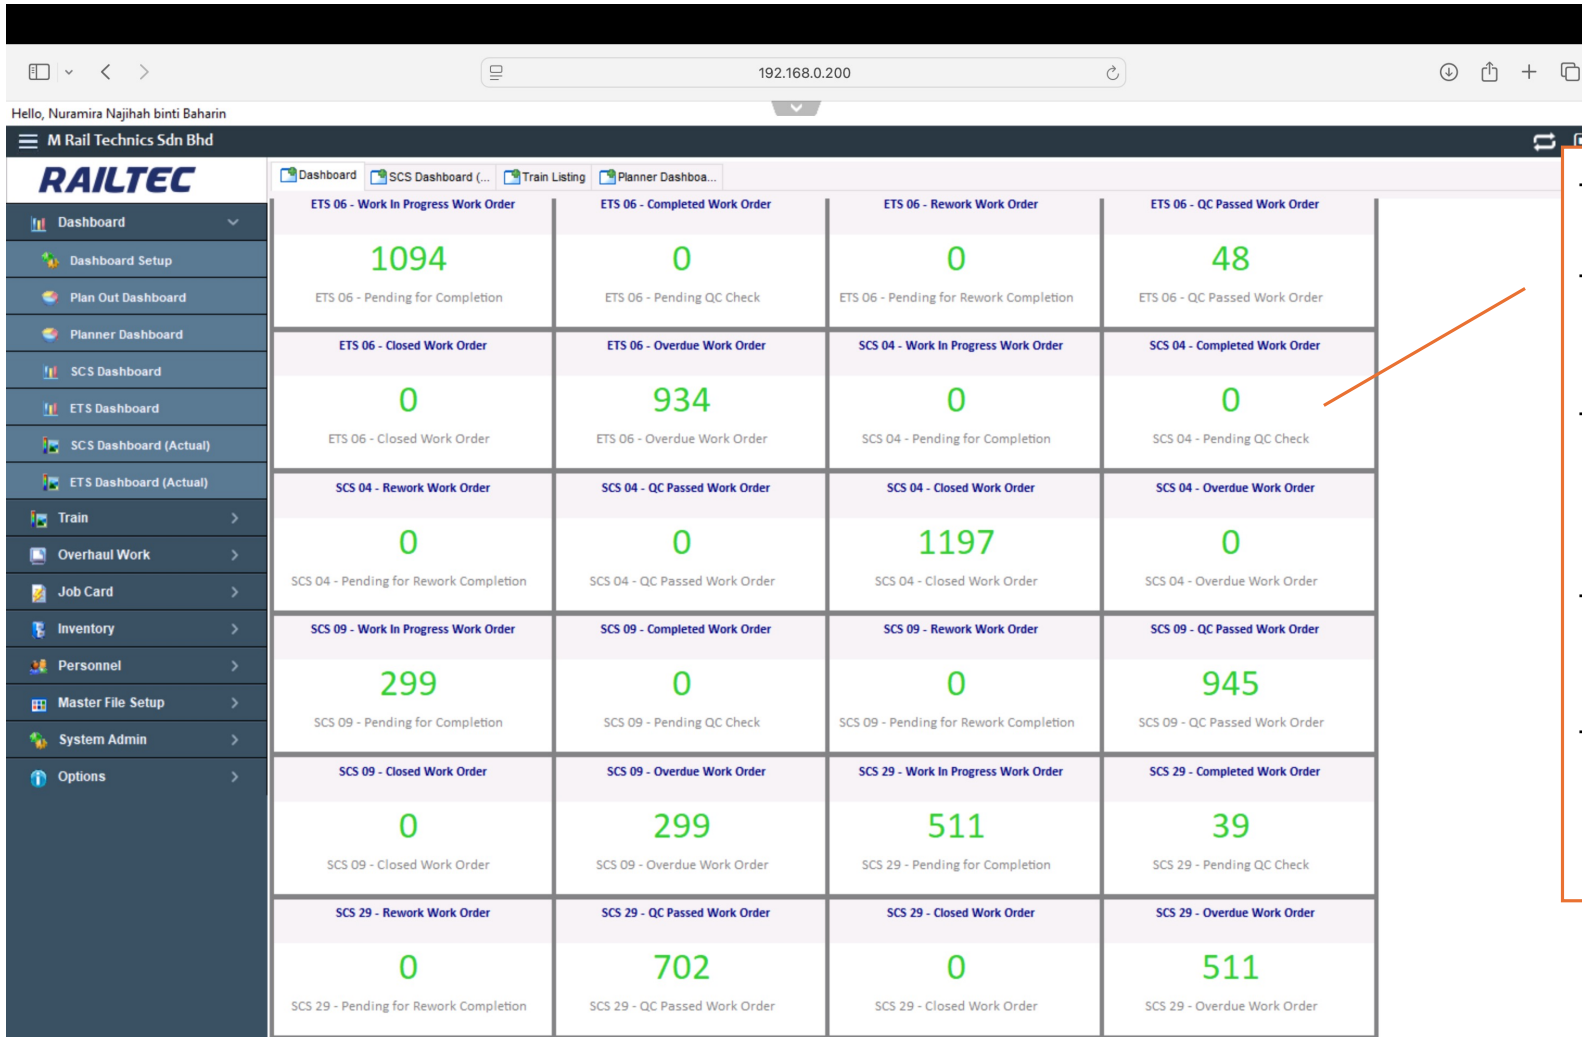 192.168.0.200
Hello, Nuramira Najihah binti Baharin
M Rail Technics Sdn Bhd
RAILTEC
Dashboard
Dashboard Setup
Plan Out Dashboard
Planner Dashboard
SCS Dashboard
ETS Dashboard
SCS Dashboard (Actual)
ETS Dashboard (Actual)
Train
Overhaul Work
Job Card
Inventory
Personnel
Master File Setup
System Admin
Options
Dashboard SCS Dashboard (... Train Listing Planner Dashboa...
ETS 06 - Work In Progress Work Order ETS 06 - Completed Work Order ETS 06 - Rework Work Order ETS 06 - QC Passed Work Order
1094 0 0 48
ETS 06 - Pending for Completion ETS 06 - Pending QC Check ETS 06 - Pending for Rework Completion ETS 06 - QC Passed Work Order
ETS 06 - Closed Work Order ETS 06 - Overdue Work Order SCS 04 - Work In Progress Work Order SCS 04 - Completed Work Order
0 934 0 0
ETS 06 - Closed Work Order ETS 06 - Overdue Work Order SCS 04 - Pending for Completion SCS 04 - Pending QC Check
SCS 04 - Rework Work Order SCS 04 - QC Passed Work Order SCS 04 - Closed Work Order SCS 04 - Overdue Work Order
0 0 1197 0
SCS 04 - Pending for Rework Completion SCS 04 - QC Passed Work Order SCS 04 - Closed Work Order SCS 04 - Overdue Work Order
SCS 09 - Work In Progress Work Order SCS 09 - Completed Work Order SCS 09 - Rework Work Order SCS 09 - QC Passed Work Order
299 0 0 945
SCS 09 - Pending for Completion SCS 09 - Pending QC Check SCS 09 - Pending for Rework Completion SCS 09 - QC Passed Work Order
SCS 09 - Closed Work Order SCS 09 - Overdue Work Order SCS 29 - Work In Progress Work Order SCS 29 - Completed Work Order
0 299 511 39
SCS 09 - Closed Work Order SCS 09 - Overdue Work Order SCS 29 - Pending for Completion SCS 29 - Pending QC Check
SCS 29 - Rework Work Order SCS 29 - QC Passed Work Order SCS 29 - Closed Work Order SCS 29 - Overdue Work Order
0 702 0 511
SCS 29 - Pending for Rework Completion SCS 29 - QC Passed Work Order SCS 29 - Closed Work Order SCS 29 - Overdue Work Order